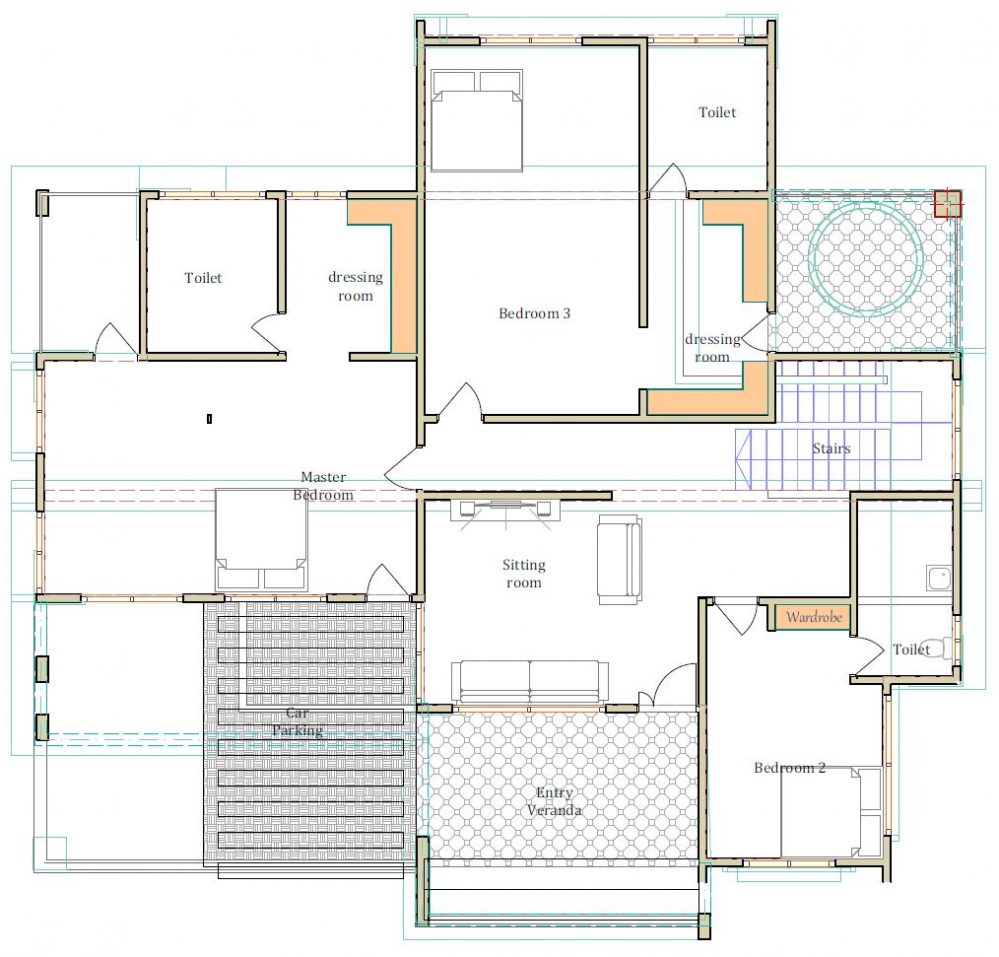 Toilet
Toilet
dressing
room
Bedroom 3
dressing
room
Stairs
Master
Bedroom
Sitting
room
Wardrobe
Toilet
Car
Parking
Bedroom 2
Entry
Veranda